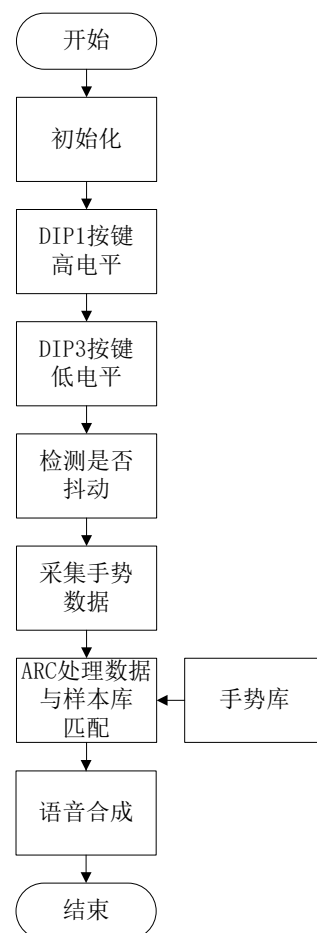 开始
初始化
DIP1按键
高电平
DIP3按键
低电平
检测是否
抖动
采集手势
数据
ARC处理数据
与样本库
匹配
手势库
语音合成
结束